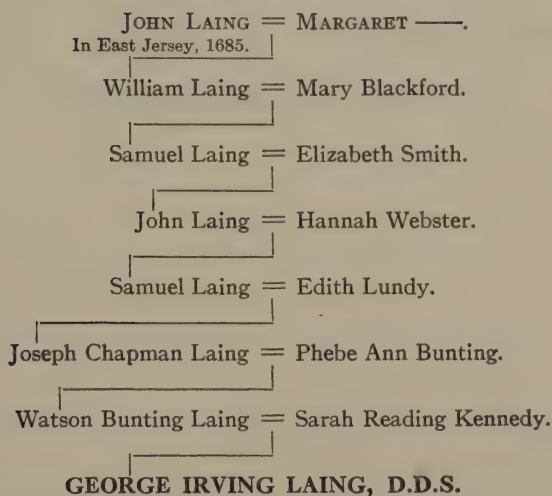 JOHN LAING = MARGARET ——.
In East Jersey, 1685.
William Laing = Mary Blackford.
Samuel Laing = Elizabeth Smith.
John Laing = Hannah Webster.
Samuel Laing = Edith Lundy.
Joseph Chapman Laing = Phebe Ann Bunting.
Watson Bunting Laing = Sarah Reading Kennedy.
GEORGE IRVING LAING, D.D.S.